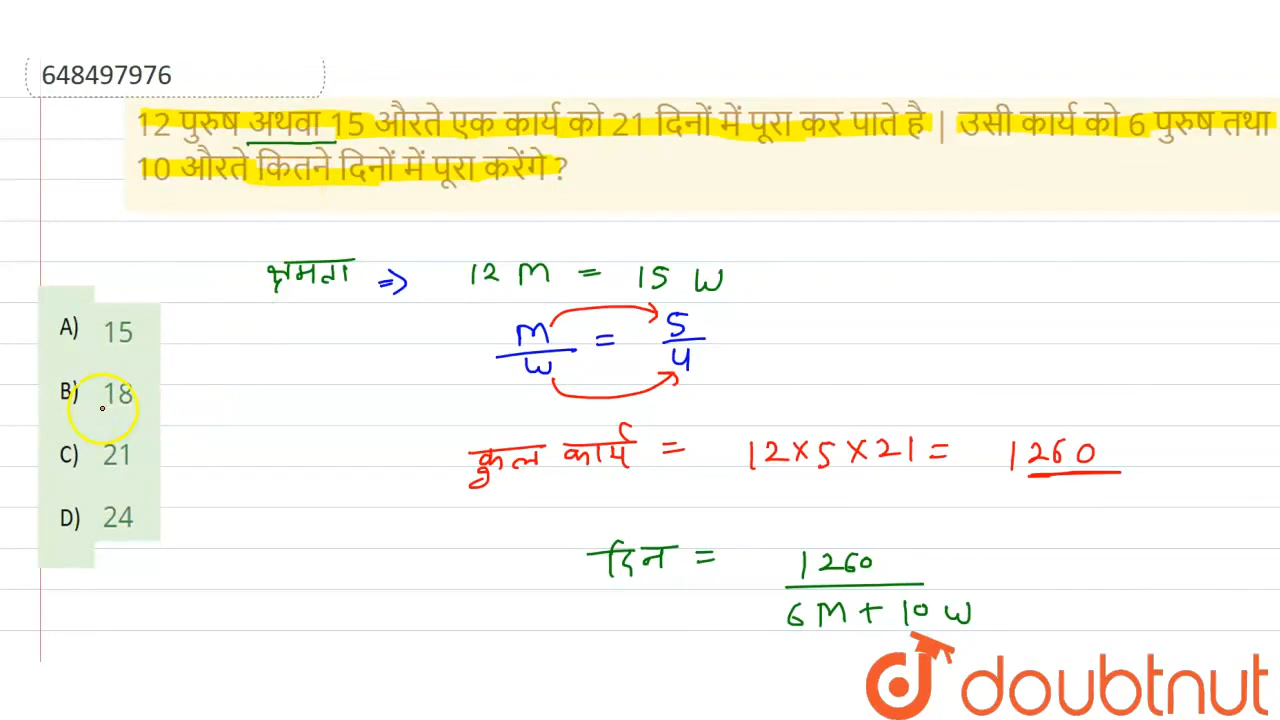 648497976
12 पुरुष अथवा 15 औरते एक कार्य को 21 दिनों में पूरा कर पाते है | उसी कार्य को 6 पुरुष तथा
10 औरते कितने दिनों में पूरा करेंगे ?
क्षमता ⇒ 12 M = 15 W
M/W = 5/4
कुल कार्य = 12×5×21 = 1260
दिन = 1260/6M + 10W
A) 15
B) 18
C) 21
D) 24
doubtnut